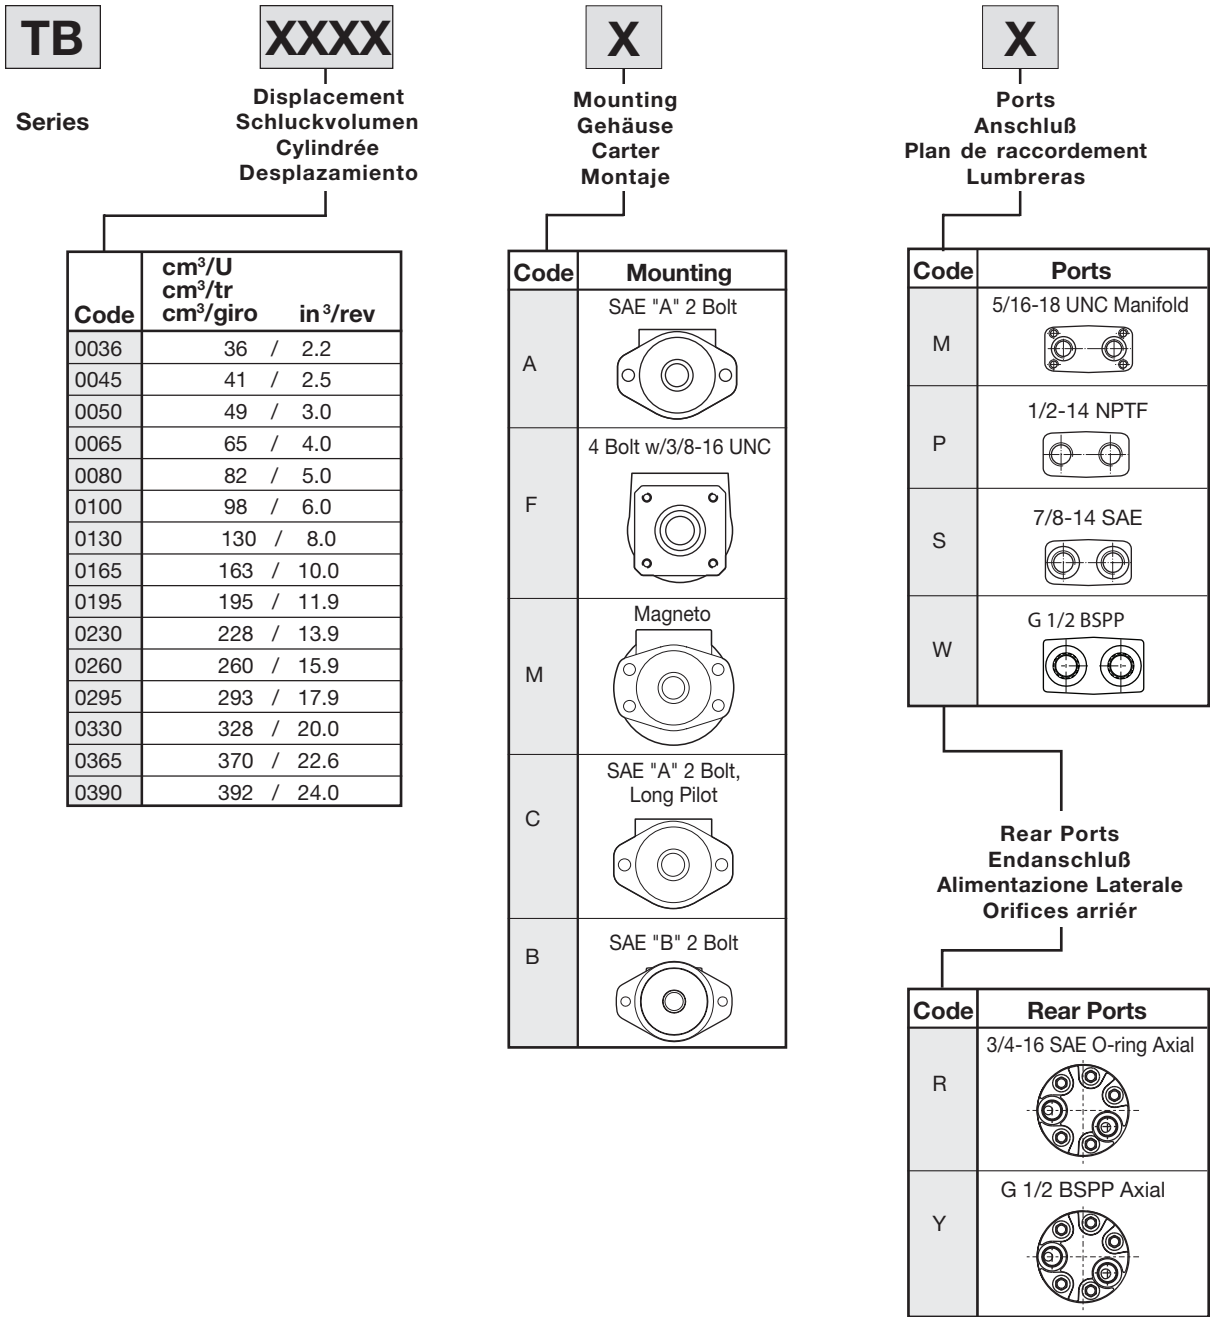 TB
XXXX
X
X
Series
Displacement
Schluckvolumen
Cylindrée
Desplazamiento
Mounting
Gehäuse
Carter
Montaje
Ports
Anschluß
Plan de raccordement
Lumbreras
cm³/U
cm³/tr
Code cm³/giro in³/rev
0036 36 / 2.2
0045 41 / 2.5
0050 49 / 3.0
0065 65 / 4.0
0080 82 / 5.0
0100 98 / 6.0
0130 130 / 8.0
0165 163 / 10.0
0195 195 / 11.9
0230 228 / 13.9
0260 260 / 15.9
0295 293 / 17.9
0330 328 / 20.0
0365 370 / 22.6
0390 392 / 24.0
Code Mounting
SAE "A" 2 Bolt
A
4 Bolt w/3/8-16 UNC
F
Magneto
M
SAE "A" 2 Bolt,
Long Pilot
C
SAE "B" 2 Bolt
B
Code Ports
5/16-18 UNC Manifold
M
1/2-14 NPTF
P
7/8-14 SAE
S
G 1/2 BSPP
W
Rear Ports
Endanschluß
Alimentazione Laterale
Orifices arriér
Code Rear Ports
3/4-16 SAE O-ring Axial
R
G 1/2 BSPP Axial
Y